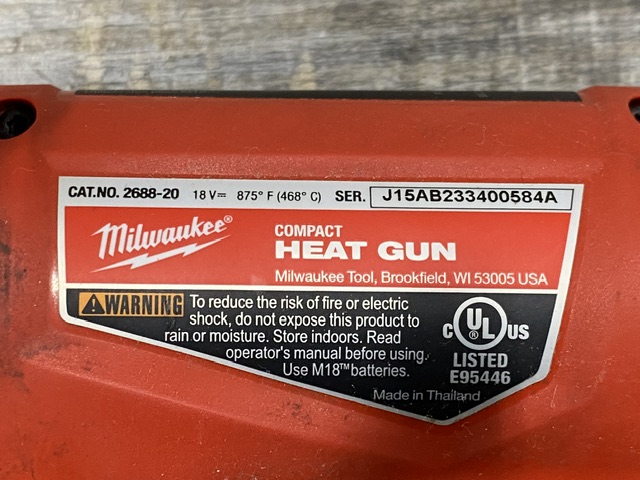 CAT.NO. 2688-20 18 V⎓ 875° F (468° C) SER. J15AB233400584A
Milwaukee®
COMPACT
HEAT GUN
Milwaukee Tool, Brookfield, WI 53005 USA
WARNING To reduce the risk of fire or electric
shock, do not expose this product to
rain or moisture. Store indoors. Read
operator's manual before using.
Use M18™ batteries.
C UL US
LISTED
E95446
Made in Thailand